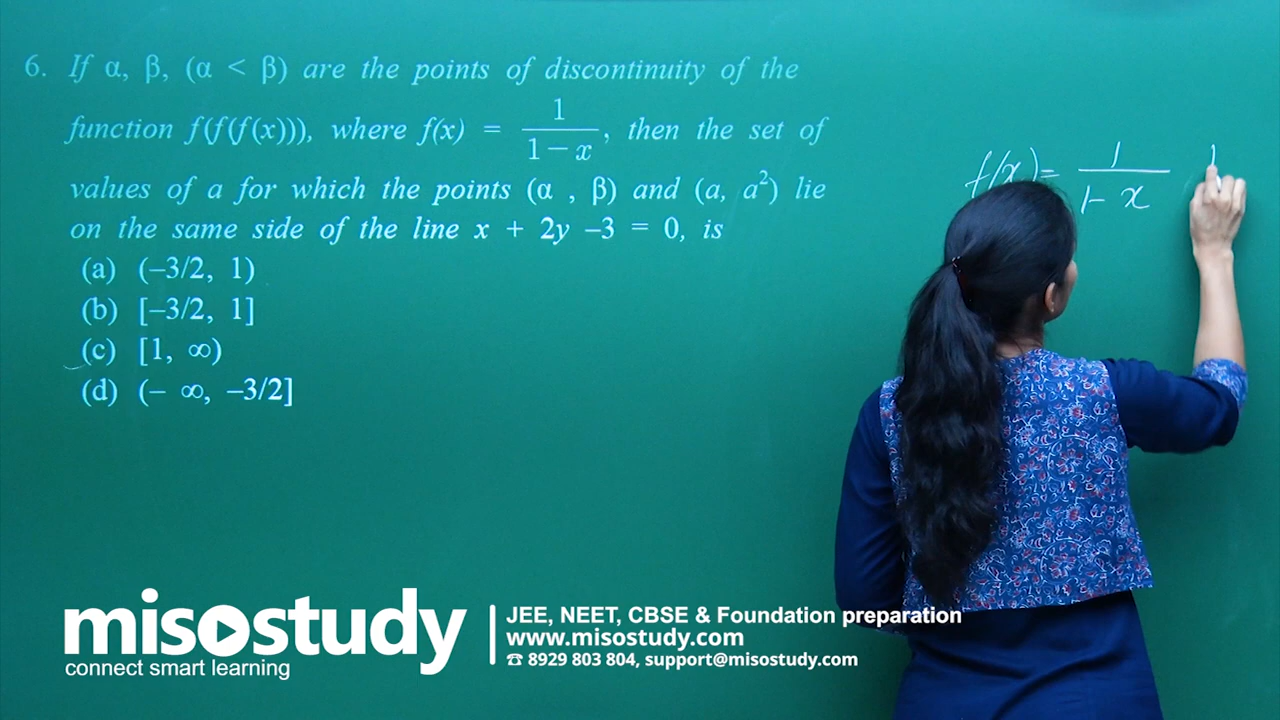 6. If α, β, (α < β) are the points of discontinuity of the
function f(f(f(x))), where f(x) = 1/(1 – x), then the set of
values of a for which the points (α , β) and (a, a²) lie
on the same side of the line x + 2y –3 = 0, is
(a) (–3/2, 1)
(b) [–3/2, 1]
(c) [1, ∞)
(d) (– ∞, –3/2]
f(x) = 1/(1- x) 1
misostudy
connect smart learning
JEE, NEET, CBSE & Foundation preparation
www.misostudy.com
☎ 8929 803 804, support@misostudy.com